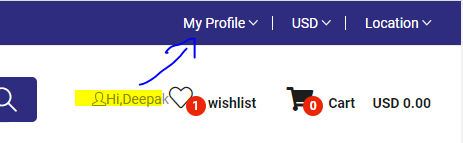 My Profile USD Location
Hi,Deepak 1 wishlist 0 Cart USD 0.00